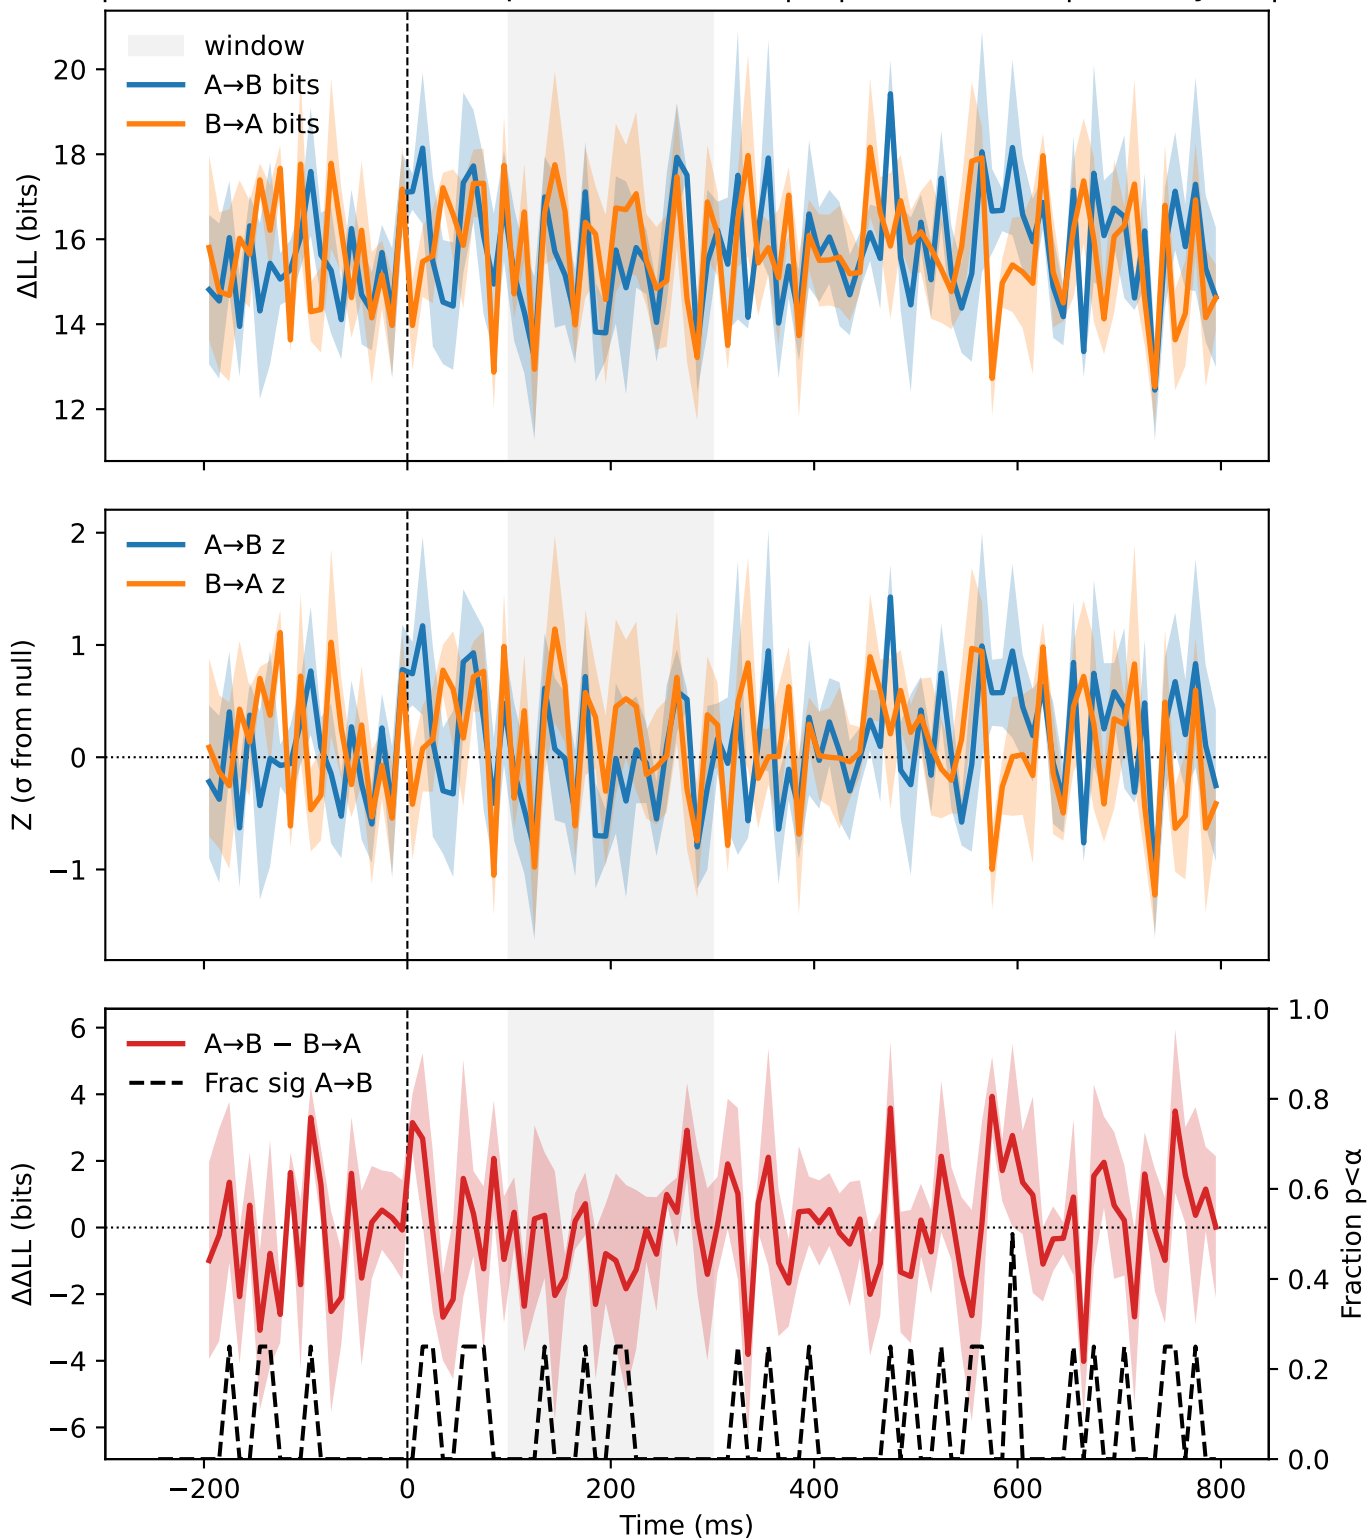 window
A→B bits
B→A bits
ΔLL (bits)
20
18
16
14
12
A→B z
B→A z
Z (σ from null)
2
1
0
−1
A→B − B→A
Frac sig A→B
ΔΔLL (bits)
6
4
2
0
−2
−4
−6
1.0
0.8
0.6
0.4
0.2
0.0
Fraction p<α
−200
0
200
400
600
800
Time (ms)